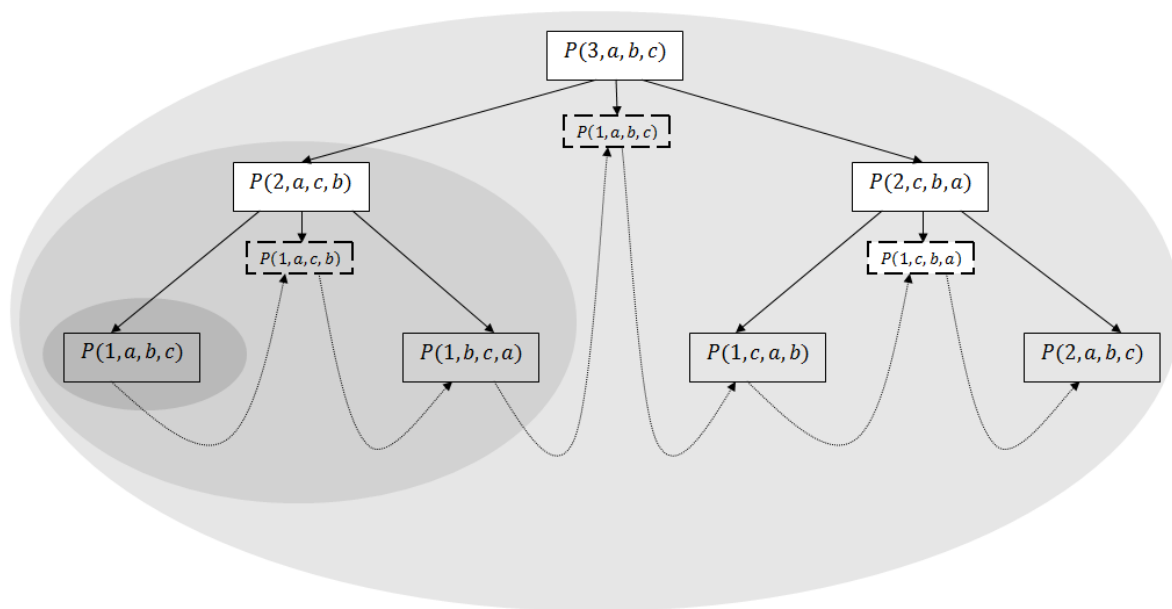 P(3,a,b,c)
P(1,a,b,c)
P(2,a,c,b)
P(2,c,b,a)
P(1,a,c,b)
P(1,c,b,a)
P(1,a,b,c)
P(1,b,c,a)
P(1,c,a,b)
P(2,a,b,c)